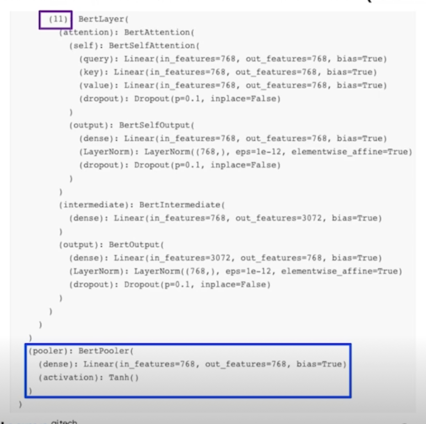 (11) BertLayer(
(attention): BertAttention(
(self): BertSelfAttention(
(query): Linear(in_features=768, out_features=768, bias=True)
(key): Linear(in_features=768, out_features=768, bias=True)
(value): Linear(in_features=768, out_features=768, bias=True)
(dropout): Dropout(p=0.1, inplace=False)
)
(output): BertSelfOutput(
(dense): Linear(in_features=768, out_features=768, bias=True)
(LayerNorm): LayerNorm((768,), eps=1e-12, elementwise_affine=True)
(dropout): Dropout(p=0.1, inplace=False)
)
)
(intermediate): BertIntermediate(
(dense): Linear(in_features=768, out_features=3072, bias=True)
)
(output): BertOutput(
(dense): Linear(in_features=3072, out_features=768, bias=True)
(LayerNorm): LayerNorm((768,), eps=1e-12, elementwise_affine=True)
(dropout): Dropout(p=0.1, inplace=False)
)
)
)
)
(pooler): BertPooler(
(dense): Linear(in_features=768, out_features=768, bias=True)
(activation): Tanh()
)
)